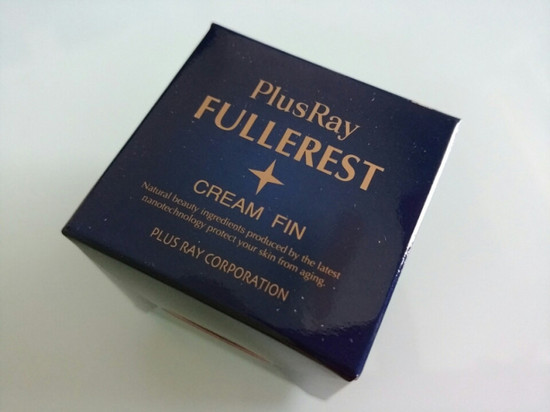 PlusRay
FULLEREST
CREAM FIN
Natural beauty ingredients produced by the latest
nanotechnology protect your skin from aging.
PLUS RAY CORPORATION